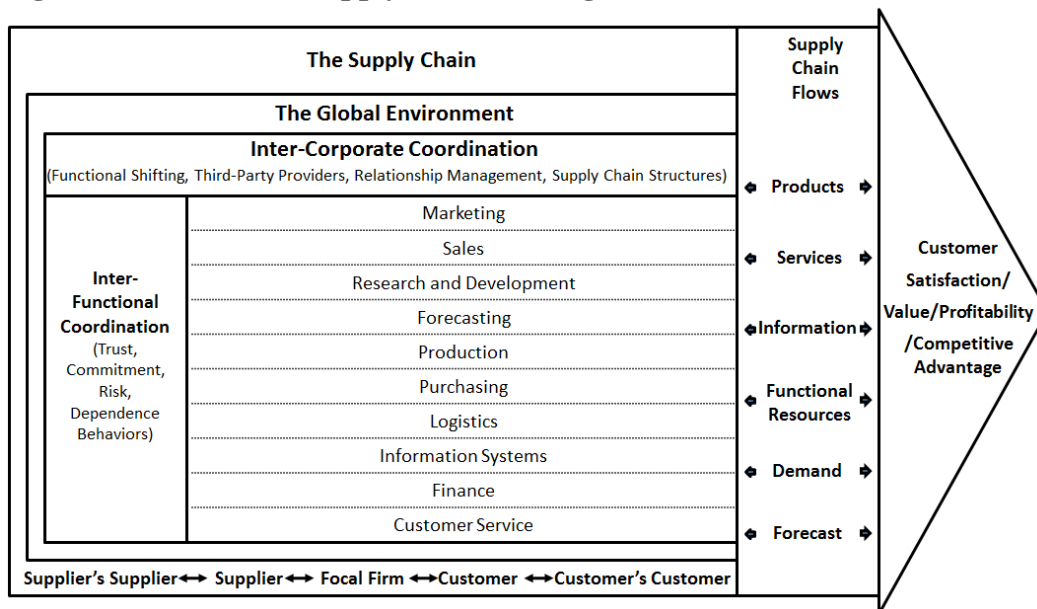 The Supply Chain
The Global Environment
Inter-Corporate Coordination
(Functional Shifting, Third-Party Providers, Relationship Management, Supply Chain Structures)
Inter-
Functional
Coordination
(Trust,
Commitment,
Risk,
Dependence
Behaviors)
Marketing
Sales
Research and Development
Forecasting
Production
Purchasing
Logistics
Information Systems
Finance
Customer Service
Supplier's Supplier ↔ Supplier ↔ Focal Firm ↔ Customer ↔ Customer's Customer
Supply
Chain
Flows
Products
Services
Information
Functional
Resources
Demand
Forecast
Customer
Satisfaction/
Value/Profitability
/Competitive
Advantage